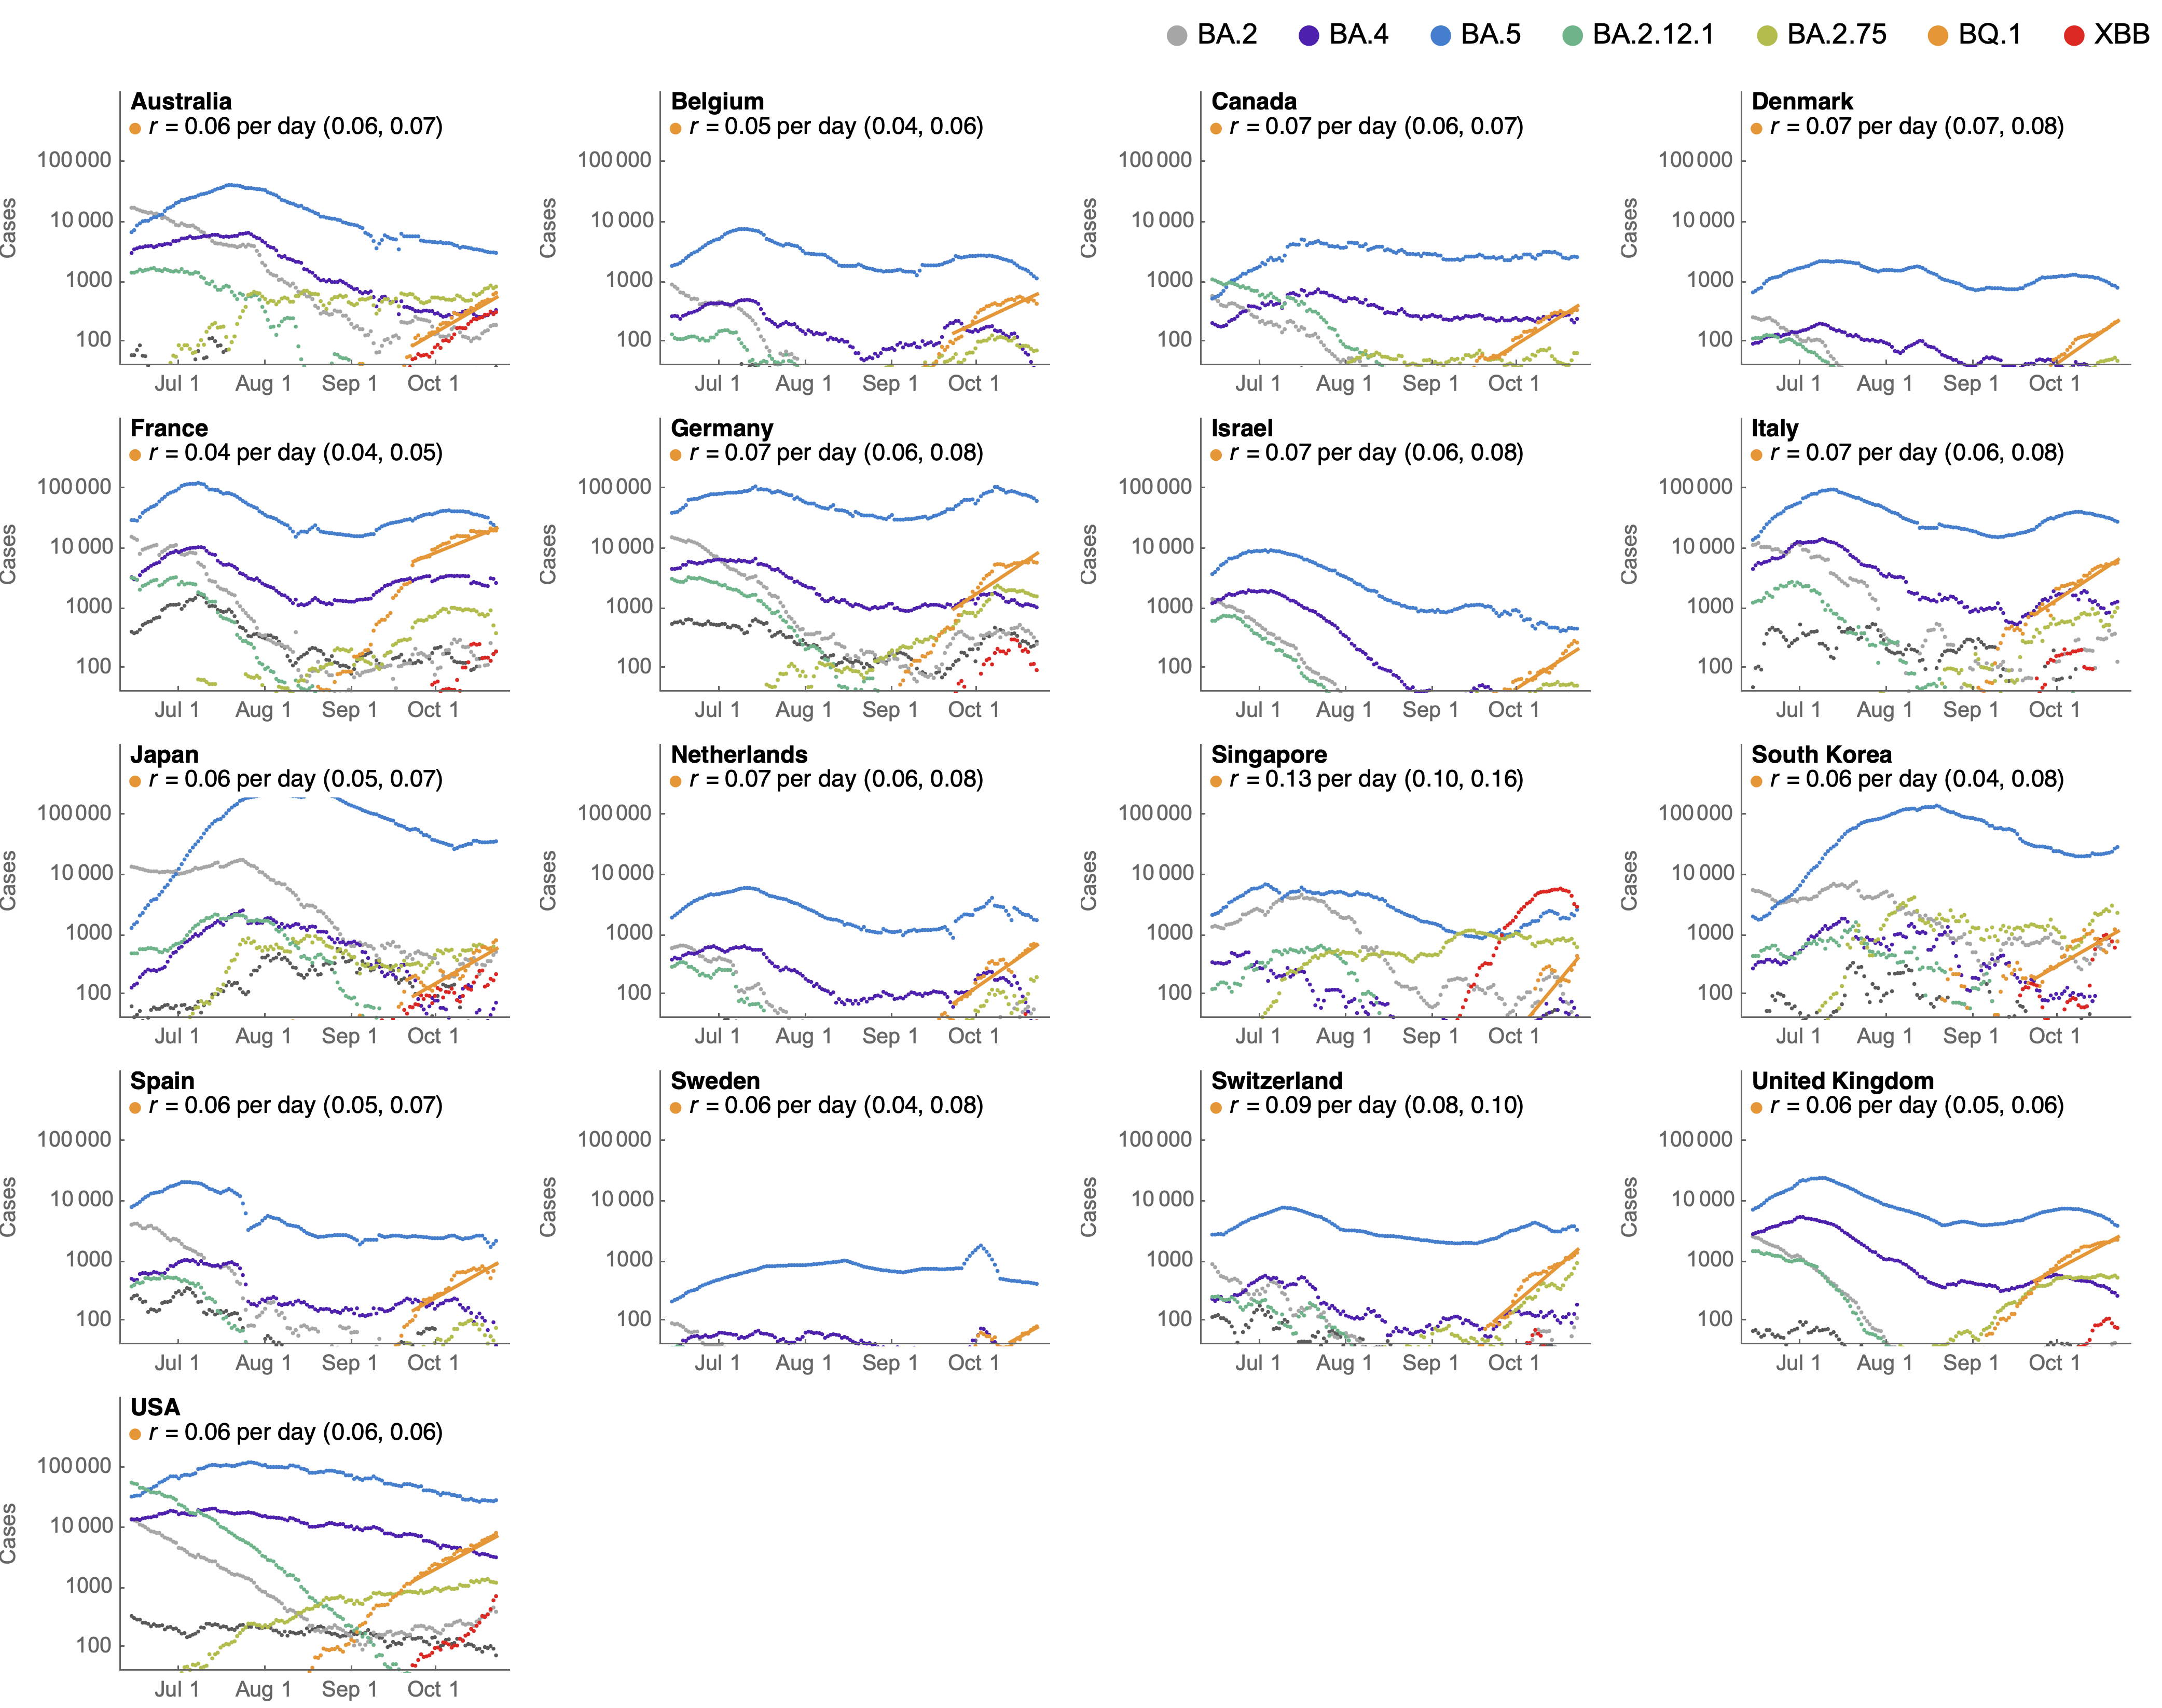 BA.2 BA.4 BA.5 BA.2.12.1 BA.2.75 BQ.1 XBB
Australia
r = 0.06 per day (0.06, 0.07)
Cases
100 000
10 000
1000
100
Jul 1 Aug 1 Sep 1 Oct 1
Belgium
r = 0.05 per day (0.04, 0.06)
Cases
100 000
10 000
1000
100
Jul 1 Aug 1 Sep 1 Oct 1
Canada
r = 0.07 per day (0.06, 0.07)
Cases
100 000
10 000
1000
100
Jul 1 Aug 1 Sep 1 Oct 1
Denmark
r = 0.07 per day (0.07, 0.08)
Cases
100 000
10 000
1000
100
Jul 1 Aug 1 Sep 1 Oct 1
France
r = 0.04 per day (0.04, 0.05)
Cases
100 000
10 000
1000
100
Jul 1 Aug 1 Sep 1 Oct 1
Germany
r = 0.07 per day (0.06, 0.08)
Cases
100 000
10 000
1000
100
Jul 1 Aug 1 Sep 1 Oct 1
Israel
r = 0.07 per day (0.06, 0.08)
Cases
100 000
10 000
1000
100
Jul 1 Aug 1 Sep 1 Oct 1
Italy
r = 0.07 per day (0.06, 0.08)
Cases
100 000
10 000
1000
100
Jul 1 Aug 1 Sep 1 Oct 1
Japan
r = 0.06 per day (0.05, 0.07)
Cases
100 000
10 000
1000
100
Jul 1 Aug 1 Sep 1 Oct 1
Netherlands
r = 0.07 per day (0.06, 0.08)
Cases
100 000
10 000
1000
100
Jul 1 Aug 1 Sep 1 Oct 1
Singapore
r = 0.13 per day (0.10, 0.16)
Cases
100 000
10 000
1000
100
Jul 1 Aug 1 Sep 1 Oct 1
South Korea
r = 0.06 per day (0.04, 0.08)
Cases
100 000
10 000
1000
100
Jul 1 Aug 1 Sep 1 Oct 1
Spain
r = 0.06 per day (0.05, 0.07)
Cases
100 000
10 000
1000
100
Jul 1 Aug 1 Sep 1 Oct 1
Sweden
r = 0.06 per day (0.04, 0.08)
Cases
100 000
10 000
1000
100
Jul 1 Aug 1 Sep 1 Oct 1
Switzerland
r = 0.09 per day (0.08, 0.10)
Cases
100 000
10 000
1000
100
Jul 1 Aug 1 Sep 1 Oct 1
United Kingdom
r = 0.06 per day (0.05, 0.06)
Cases
100 000
10 000
1000
100
Jul 1 Aug 1 Sep 1 Oct 1
USA
r = 0.06 per day (0.06, 0.06)
Cases
100 000
10 000
1000
100
Jul 1 Aug 1 Sep 1 Oct 1